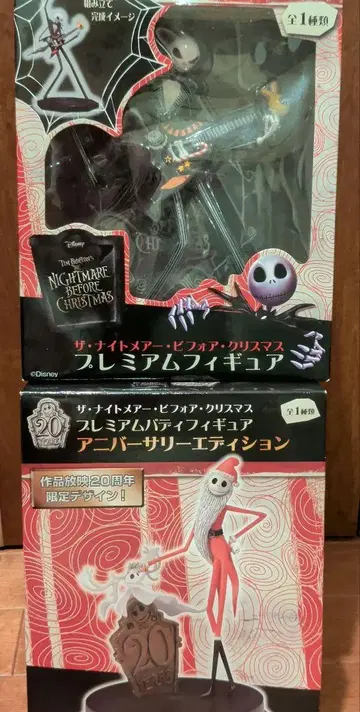 組み立て
完成イメージ
全1種類
Disney
TIM BURTON'S
THE
NIGHTMARE
BEFORE
CHRISTMAS
ザ・ナイトメアー・ビフォア・クリスマス
プレミアムフィギュア
©Disney
20
YEARS
ザ・ナイトメアー・ビフォア・クリスマス
全1種類
プレミアムパティフィギュア
アニバーサリーエディション
作品放映20周年
限定デザイン！
20
YEARS